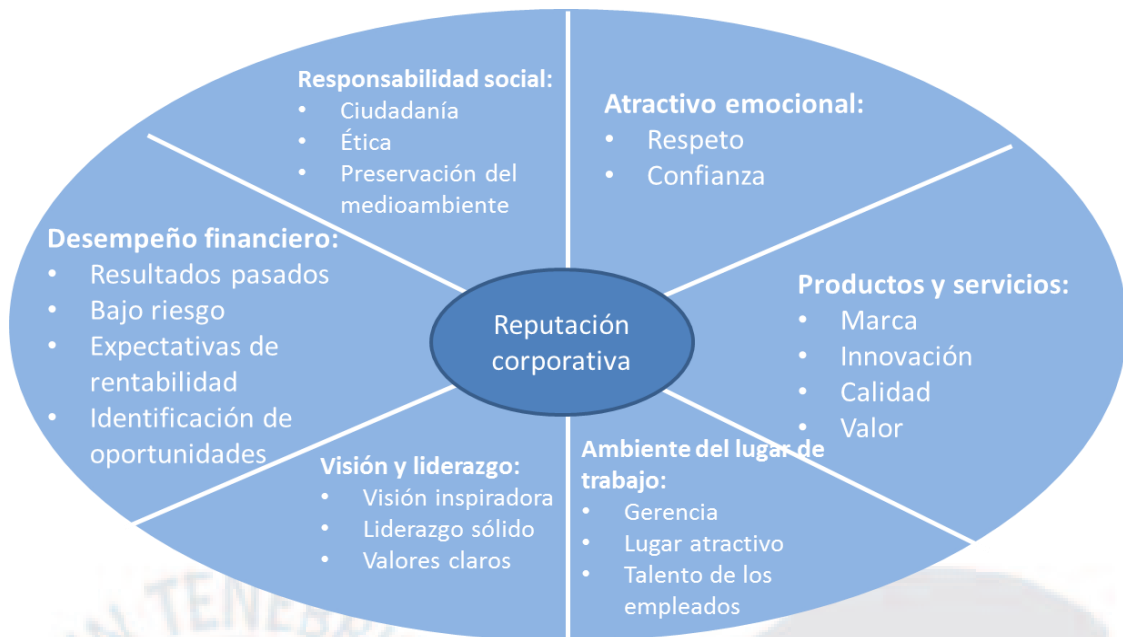 Responsabilidad social:
• Ciudadanía
• Ética
• Preservación del
medioambiente
Atractivo emocional:
• Respeto
• Confianza
Desempeño financiero:
• Resultados pasados
• Bajo riesgo
• Expectativas de
rentabilidad
• Identificación de
oportunidades
Reputación
corporativa
Productos y servicios:
• Marca
• Innovación
• Calidad
• Valor
Visión y liderazgo:
• Visión inspiradora
• Liderazgo sólido
• Valores claros
Ambiente del lugar de
trabajo:
• Gerencia
• Lugar atractivo
• Talento de los
empleados